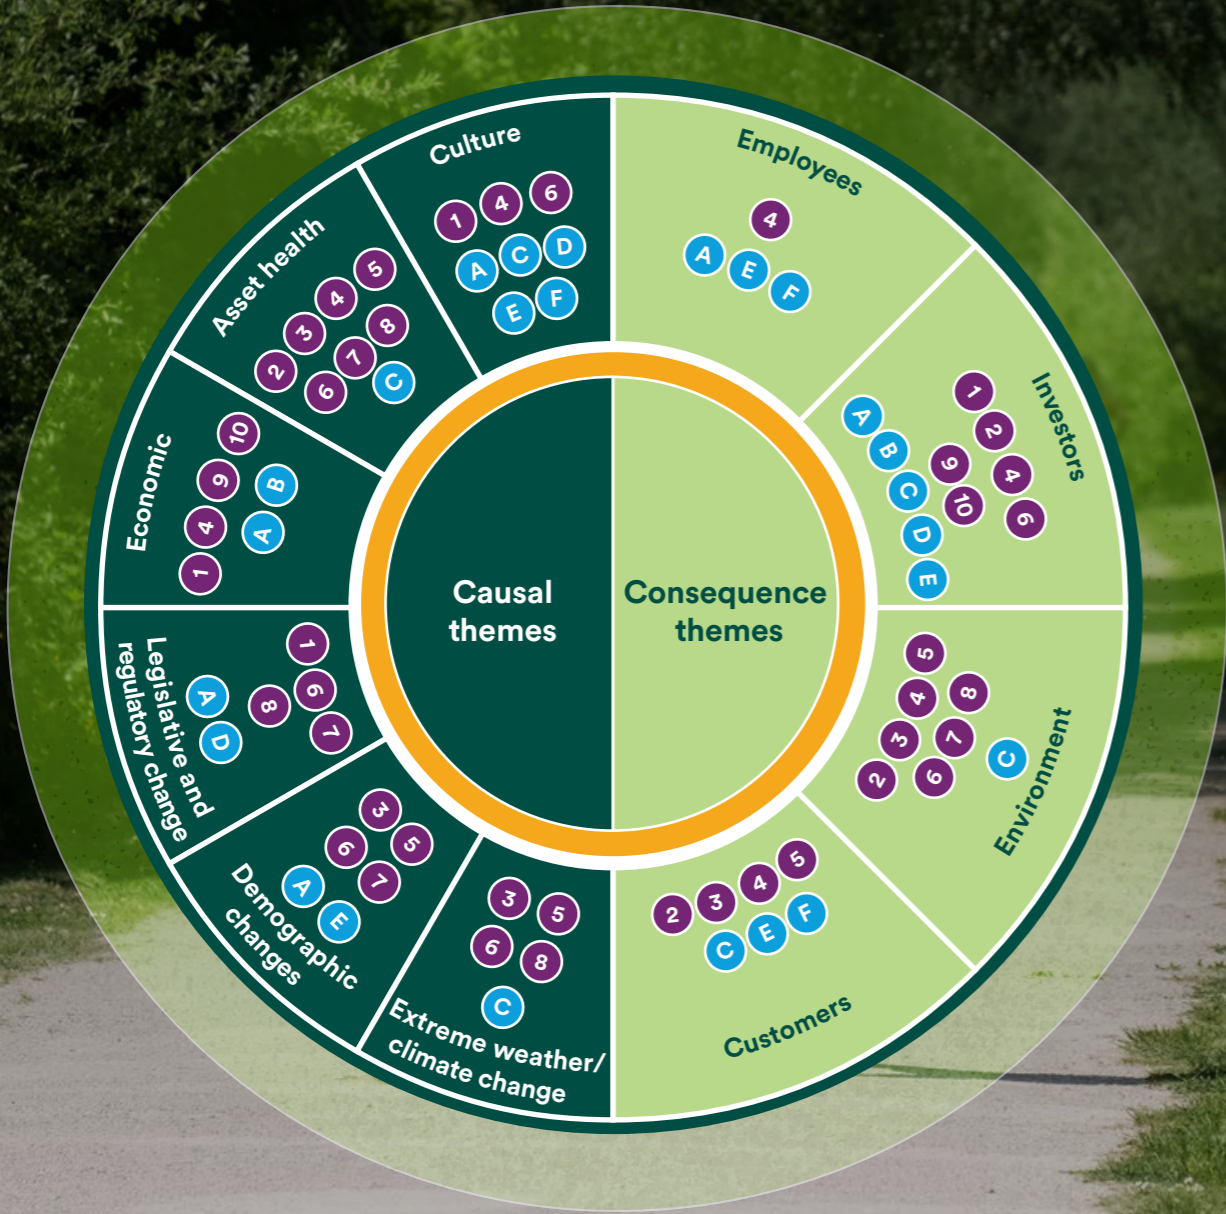 Causal
themes
Consequence
themes
Culture
1 4 6
A C D
E F
Employees
4
A E F
Investors
1 2 4 6
9 10
A B C D E
Environment
5 4 3 2
8 7 6
C
Customers
2 3 4 5
C E F
Extreme weather/
climate change
3 5
6 8
C
Demographic
changes
3 5
6 7
A E
Legislative and
regulatory change
1 6 7
8
A D
Economic
1 4 9 10
A B
Asset health
2 3 4 5
6 7 8
C